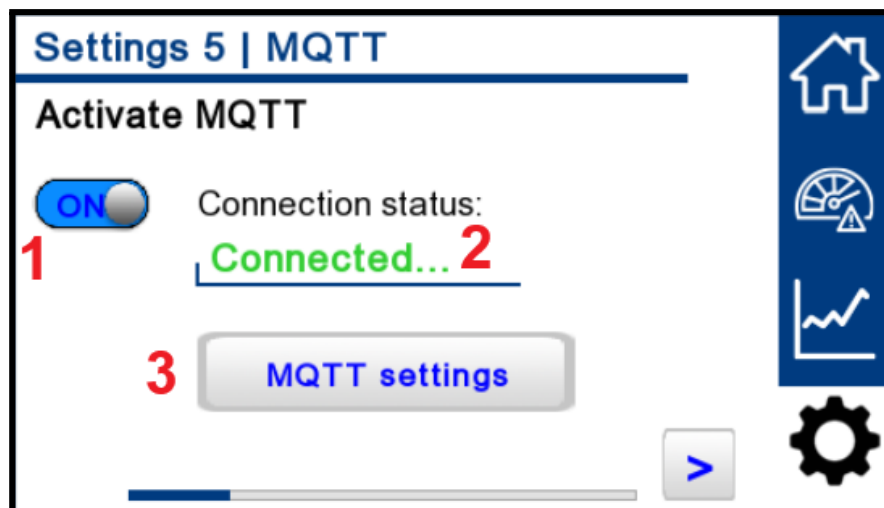 Settings 5 | MQTT
Activate MQTT
ON
Connection status:
1
Connected... 2
3
MQTT settings
>